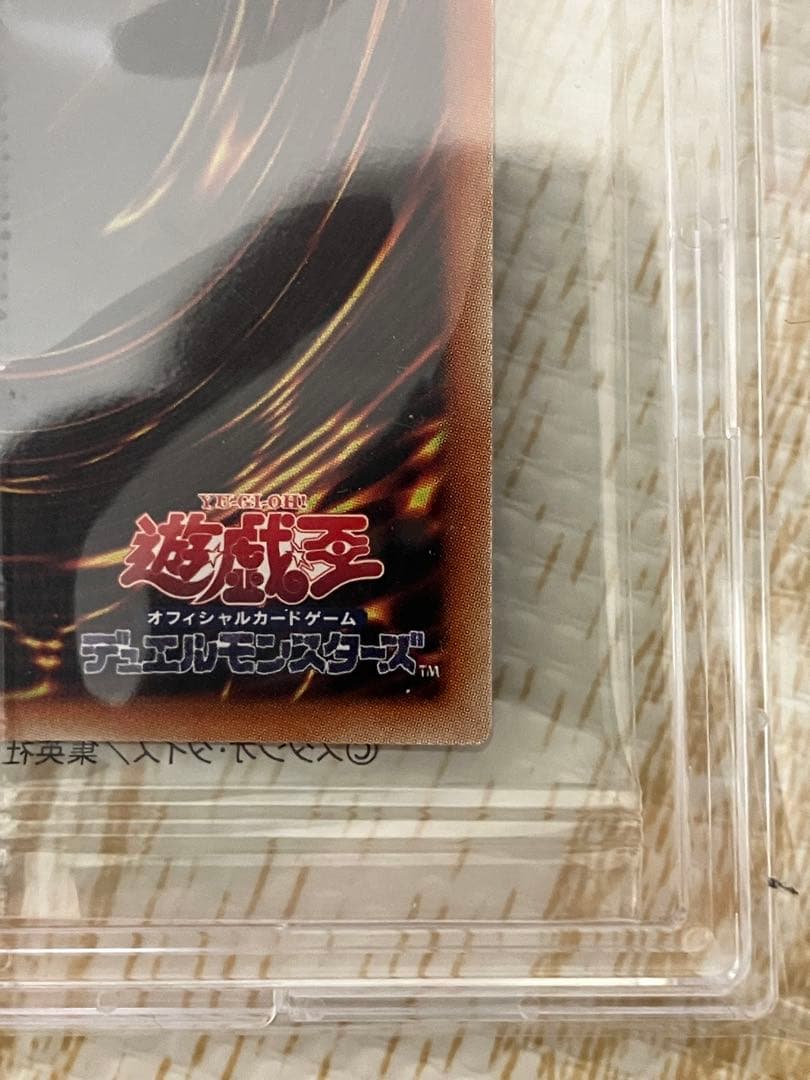 YU-GI-OH!
遊戯王
オフィシャルカードゲーム
デュエルモンスターズ™
©スタジオ・ダイス/集英社